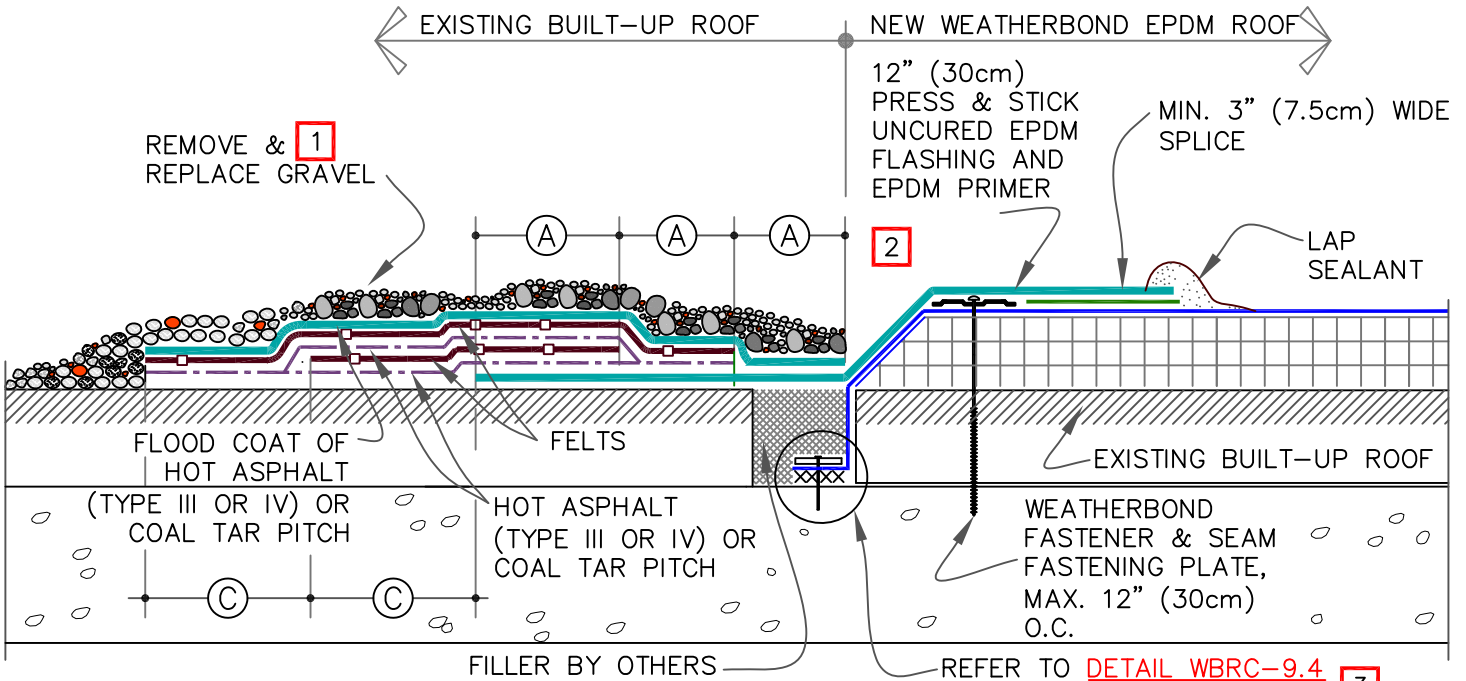 EXISTING BUILT-UP ROOF
NEW WEATHERBOND EPDM ROOF
12" (30cm)
PRESS & STICK
UNCURED EPDM
FLASHING AND
EPDM PRIMER
MIN. 3" (7.5cm) WIDE
SPLICE
REMOVE & 1
REPLACE GRAVEL
A
A
A
2
LAP
SEALANT
FLOOD COAT OF
HOT ASPHALT
(TYPE III OR IV) OR
COAL TAR PITCH
FELTS
HOT ASPHALT
(TYPE III OR IV) OR
COAL TAR PITCH
EXISTING BUILT-UP ROOF
WEATHERBOND
FASTENER & SEAM
FASTENING PLATE,
MAX. 12" (30cm)
O.C.
C
C
FILLER BY OTHERS
REFER TO DETAIL WBRC-9.4